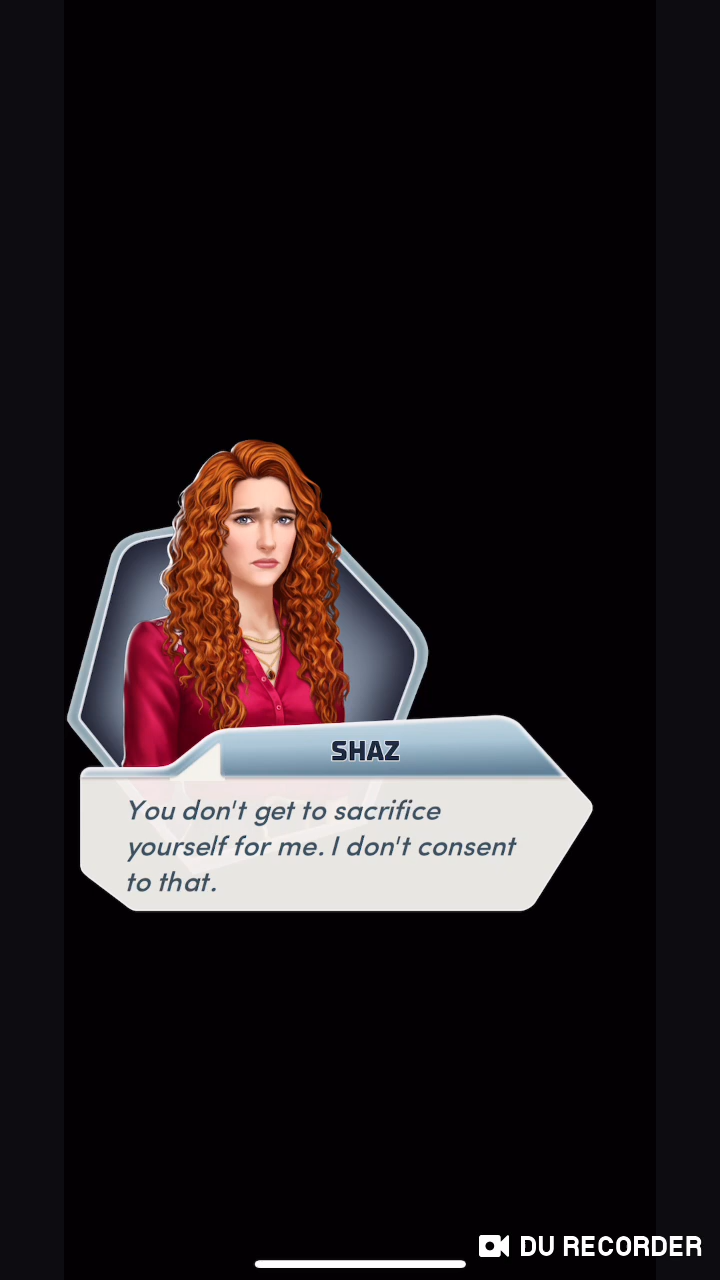 SHAZ
You don't get to sacrifice
yourself for me. I don't consent
to that.
DU RECORDER